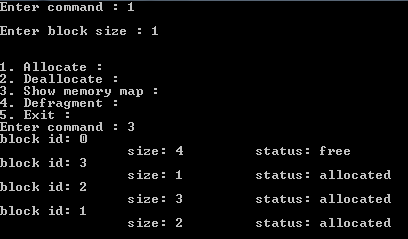 Enter command : 1
Enter block size : 1
1. Allocate :
2. Deallocate :
3. Show memory map :
4. Defragment :
5. Exit :
Enter command : 3
block id: 0
size: 4 status: free
block id: 3
size: 1 status: allocated
block id: 2
size: 3 status: allocated
block id: 1
size: 2 status: allocated